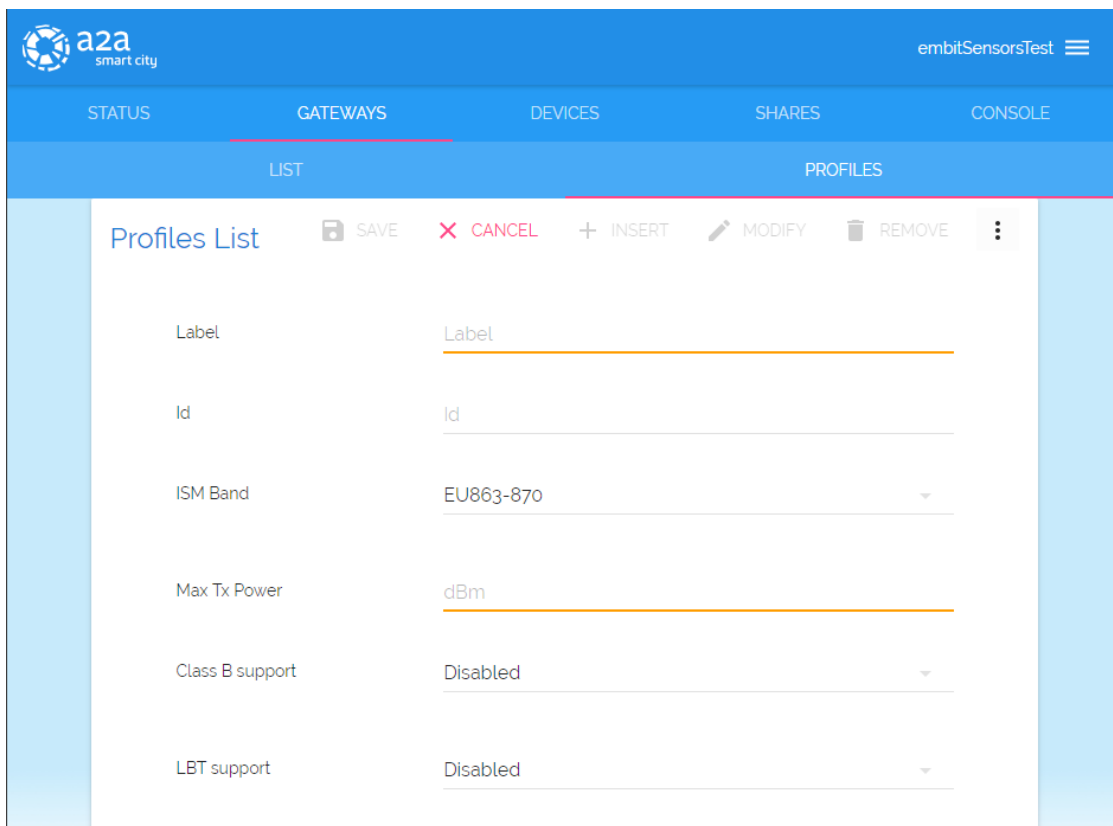 a2a
smart city
embitSensorsTest
STATUS GATEWAYS DEVICES SHARES CONSOLE
LIST PROFILES
Profiles List SAVE CANCEL INSERT MODIFY REMOVE
Label Label
Id Id
ISM Band EU863-870
Max Tx Power dBm
Class B support Disabled
LBT support Disabled